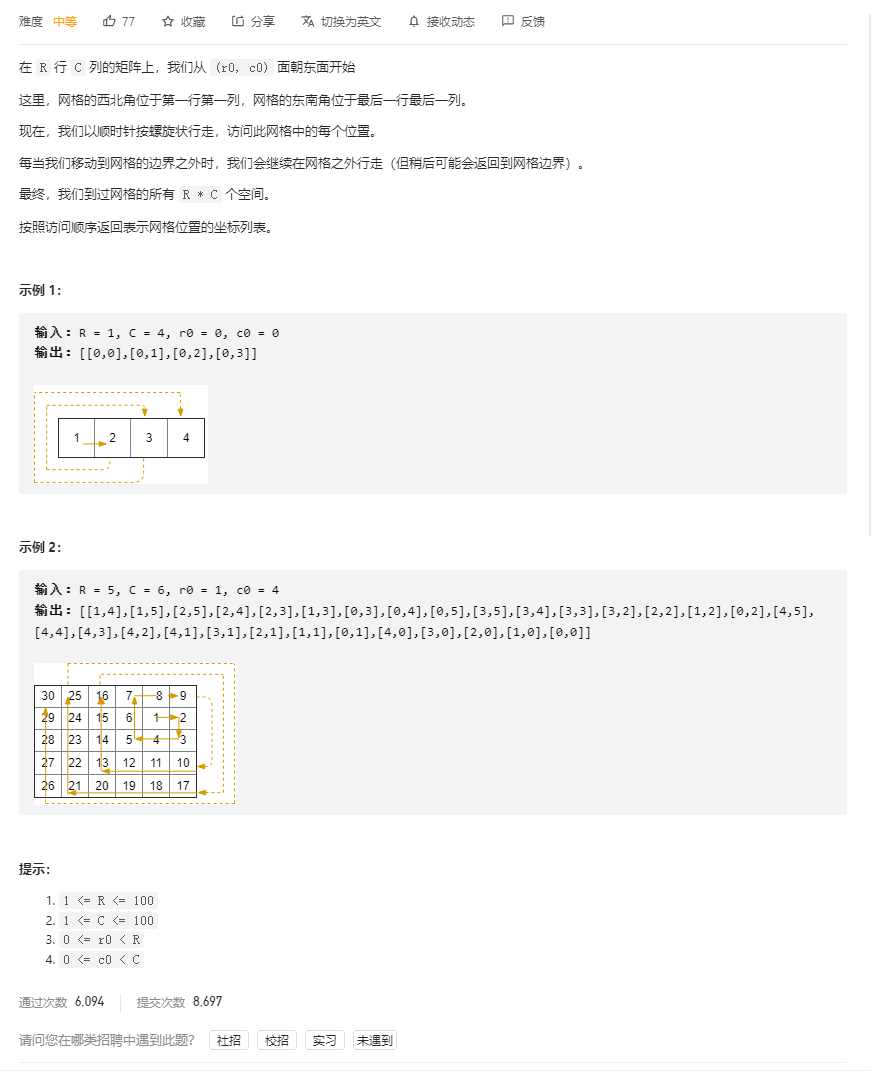 难度 中等 77 收藏 分享 切换为英文 接收动态 反馈
在 R 行 C 列的矩阵上，我们从 (r0, c0) 面朝东面开始
这里，网格的西北角位于第一行第一列，网格的东南角位于最后一行最后一列。
现在，我们以顺时针按螺旋状行走，访问此网格中的每个位置。
每当我们移动到网格的边界之外时，我们会继续在网格之外行走（但稍后可能会返回到网格边界）。
最终，我们到过网格的所有 R * C 个空间。
按照访问顺序返回表示网格位置的坐标列表。
示例 1：
输入：R = 1, C = 4, r0 = 0, c0 = 0
输出：[[0,0],[0,1],[0,2],[0,3]]
1 2 3 4
示例 2：
输入：R = 5, C = 6, r0 = 1, c0 = 4
输出：[[1,4],[1,5],[2,5],[2,4],[2,3],[1,3],[0,3],[0,4],[0,5],[3,5],[3,4],[3,3],[3,2],[2,2],[1,2],[0,2],[4,5],
[4,4],[4,3],[4,2],[4,1],[3,1],[2,1],[1,1],[0,1],[4,0],[3,0],[2,0],[1,0],[0,0]]
30 25 16 7 8 9
29 24 15 6 1 2
28 23 14 5 4 3
27 22 13 12 11 10
26 21 20 19 18 17
提示：
1. 1 <= R <= 100
2. 1 <= C <= 100
3. 0 <= r0 < R
4. 0 <= c0 < C
通过次数 6,094 提交次数 8,697
请问您在哪类招聘中遇到此题？ 社招 校招 实习 未遇到